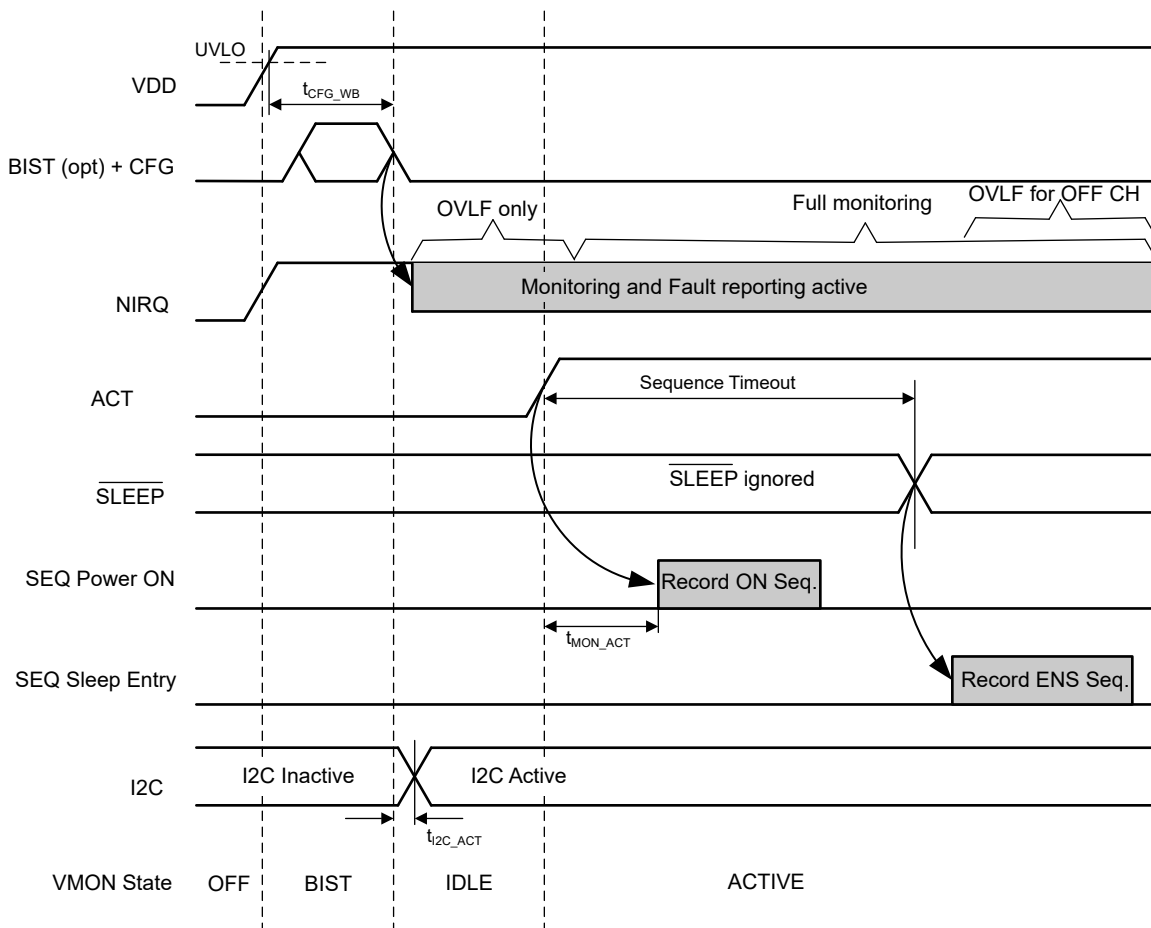 UVLO
VDD
tCFG_WB
BIST (opt) + CFG
OVLF only
Full monitoring
OVLF for OFF CH
NIRQ
Monitoring and Fault reporting active
ACT
Sequence Timeout
SLEEP
SLEEP ignored
SEQ Power ON
Record ON Seq.
tMON_ACT
SEQ Sleep Entry
Record ENS Seq.
I2C
I2C Inactive
I2C Active
tI2C_ACT
VMON State
OFF
BIST
IDLE
ACTIVE